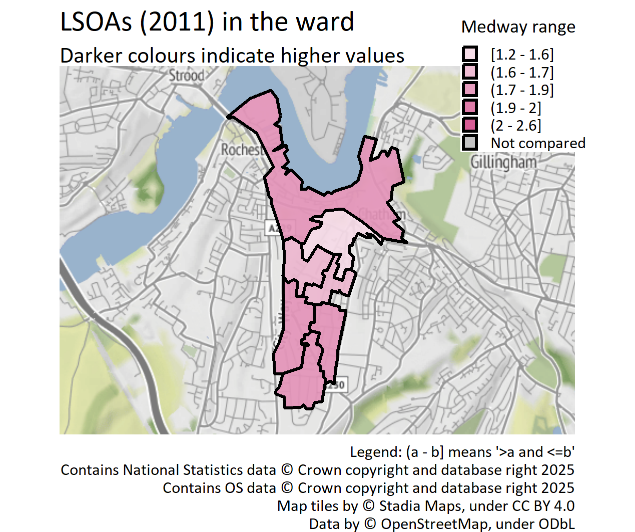 LSOAs (2011) in the ward
Darker colours indicate higher values
Medway range
[1.2 - 1.6]
(1.6 - 1.7]
(1.7 - 1.9]
(1.9 - 2]
(2 - 2.6]
Not compared
Strood
Gillingham
Legend: (a - b] means '>a and <=b'
Contains National Statistics data © Crown copyright and database right 2025
Contains OS data © Crown copyright and database right 2025
Map tiles by © Stadia Maps, under CC BY 4.0
Data by © OpenStreetMap, under ODbL